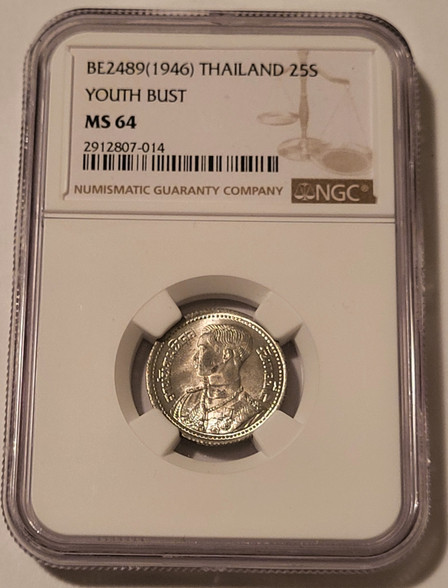 BE2489(1946) THAILAND 25S
YOUTH BUST
MS 64
2912807-014
NUMISMATIC GUARANTY COMPANY
NGC®